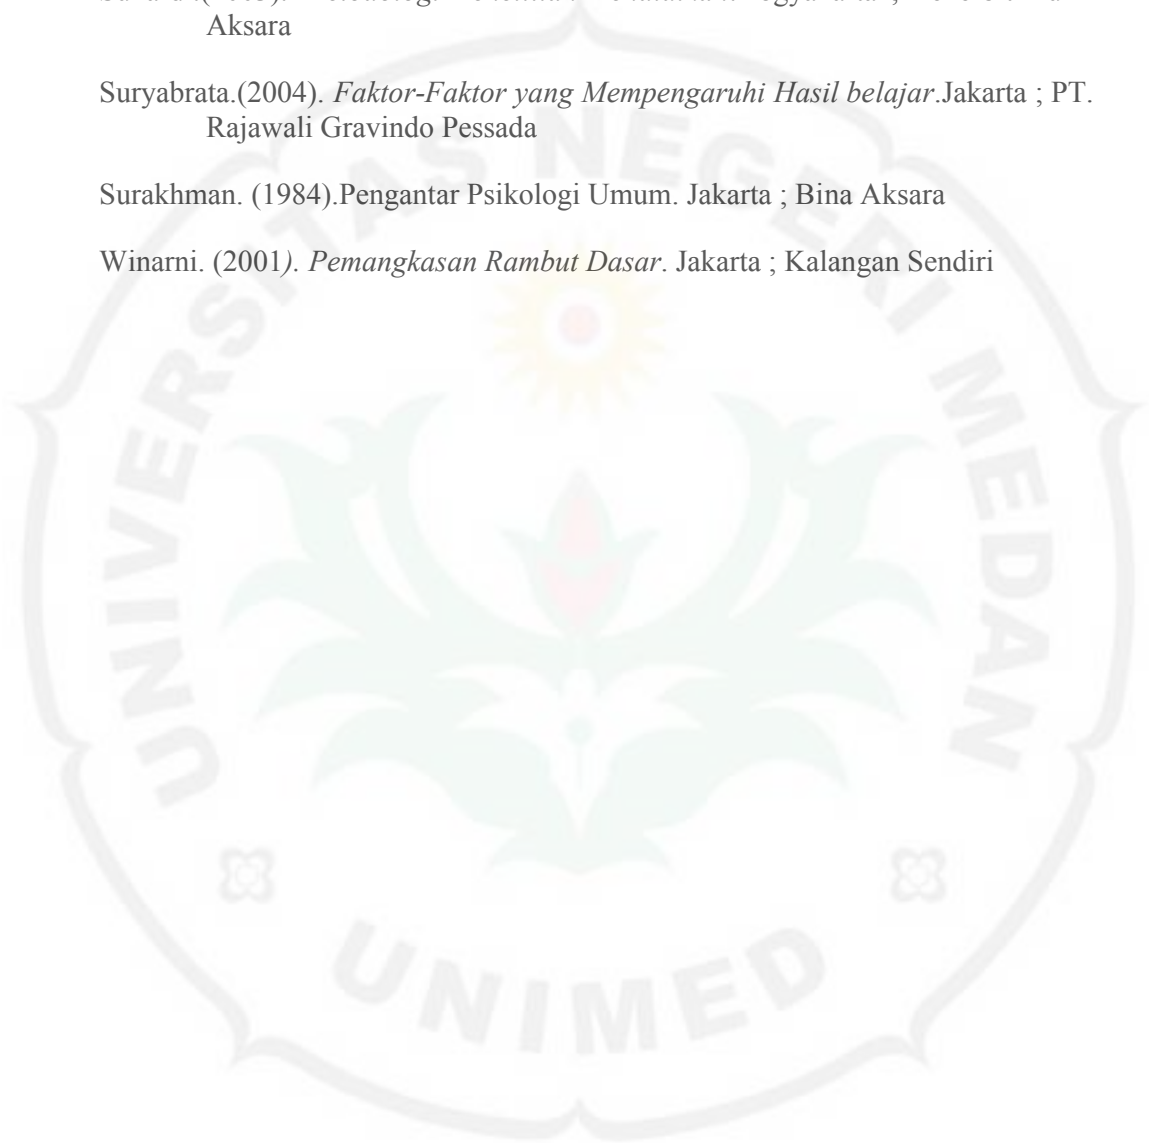 Aksara
Suryabrata.(2004). Faktor-Faktor yang Mempengaruhi Hasil belajar.Jakarta ; PT.
Rajawali Gravindo Pessada
Surakhman. (1984).Pengantar Psikologi Umum. Jakarta ; Bina Aksara
Winarni. (2001). Pemangkasan Rambut Dasar. Jakarta ; Kalangan Sendiri
UNIVERSITAS NEGERI MEDAN
UNIMED